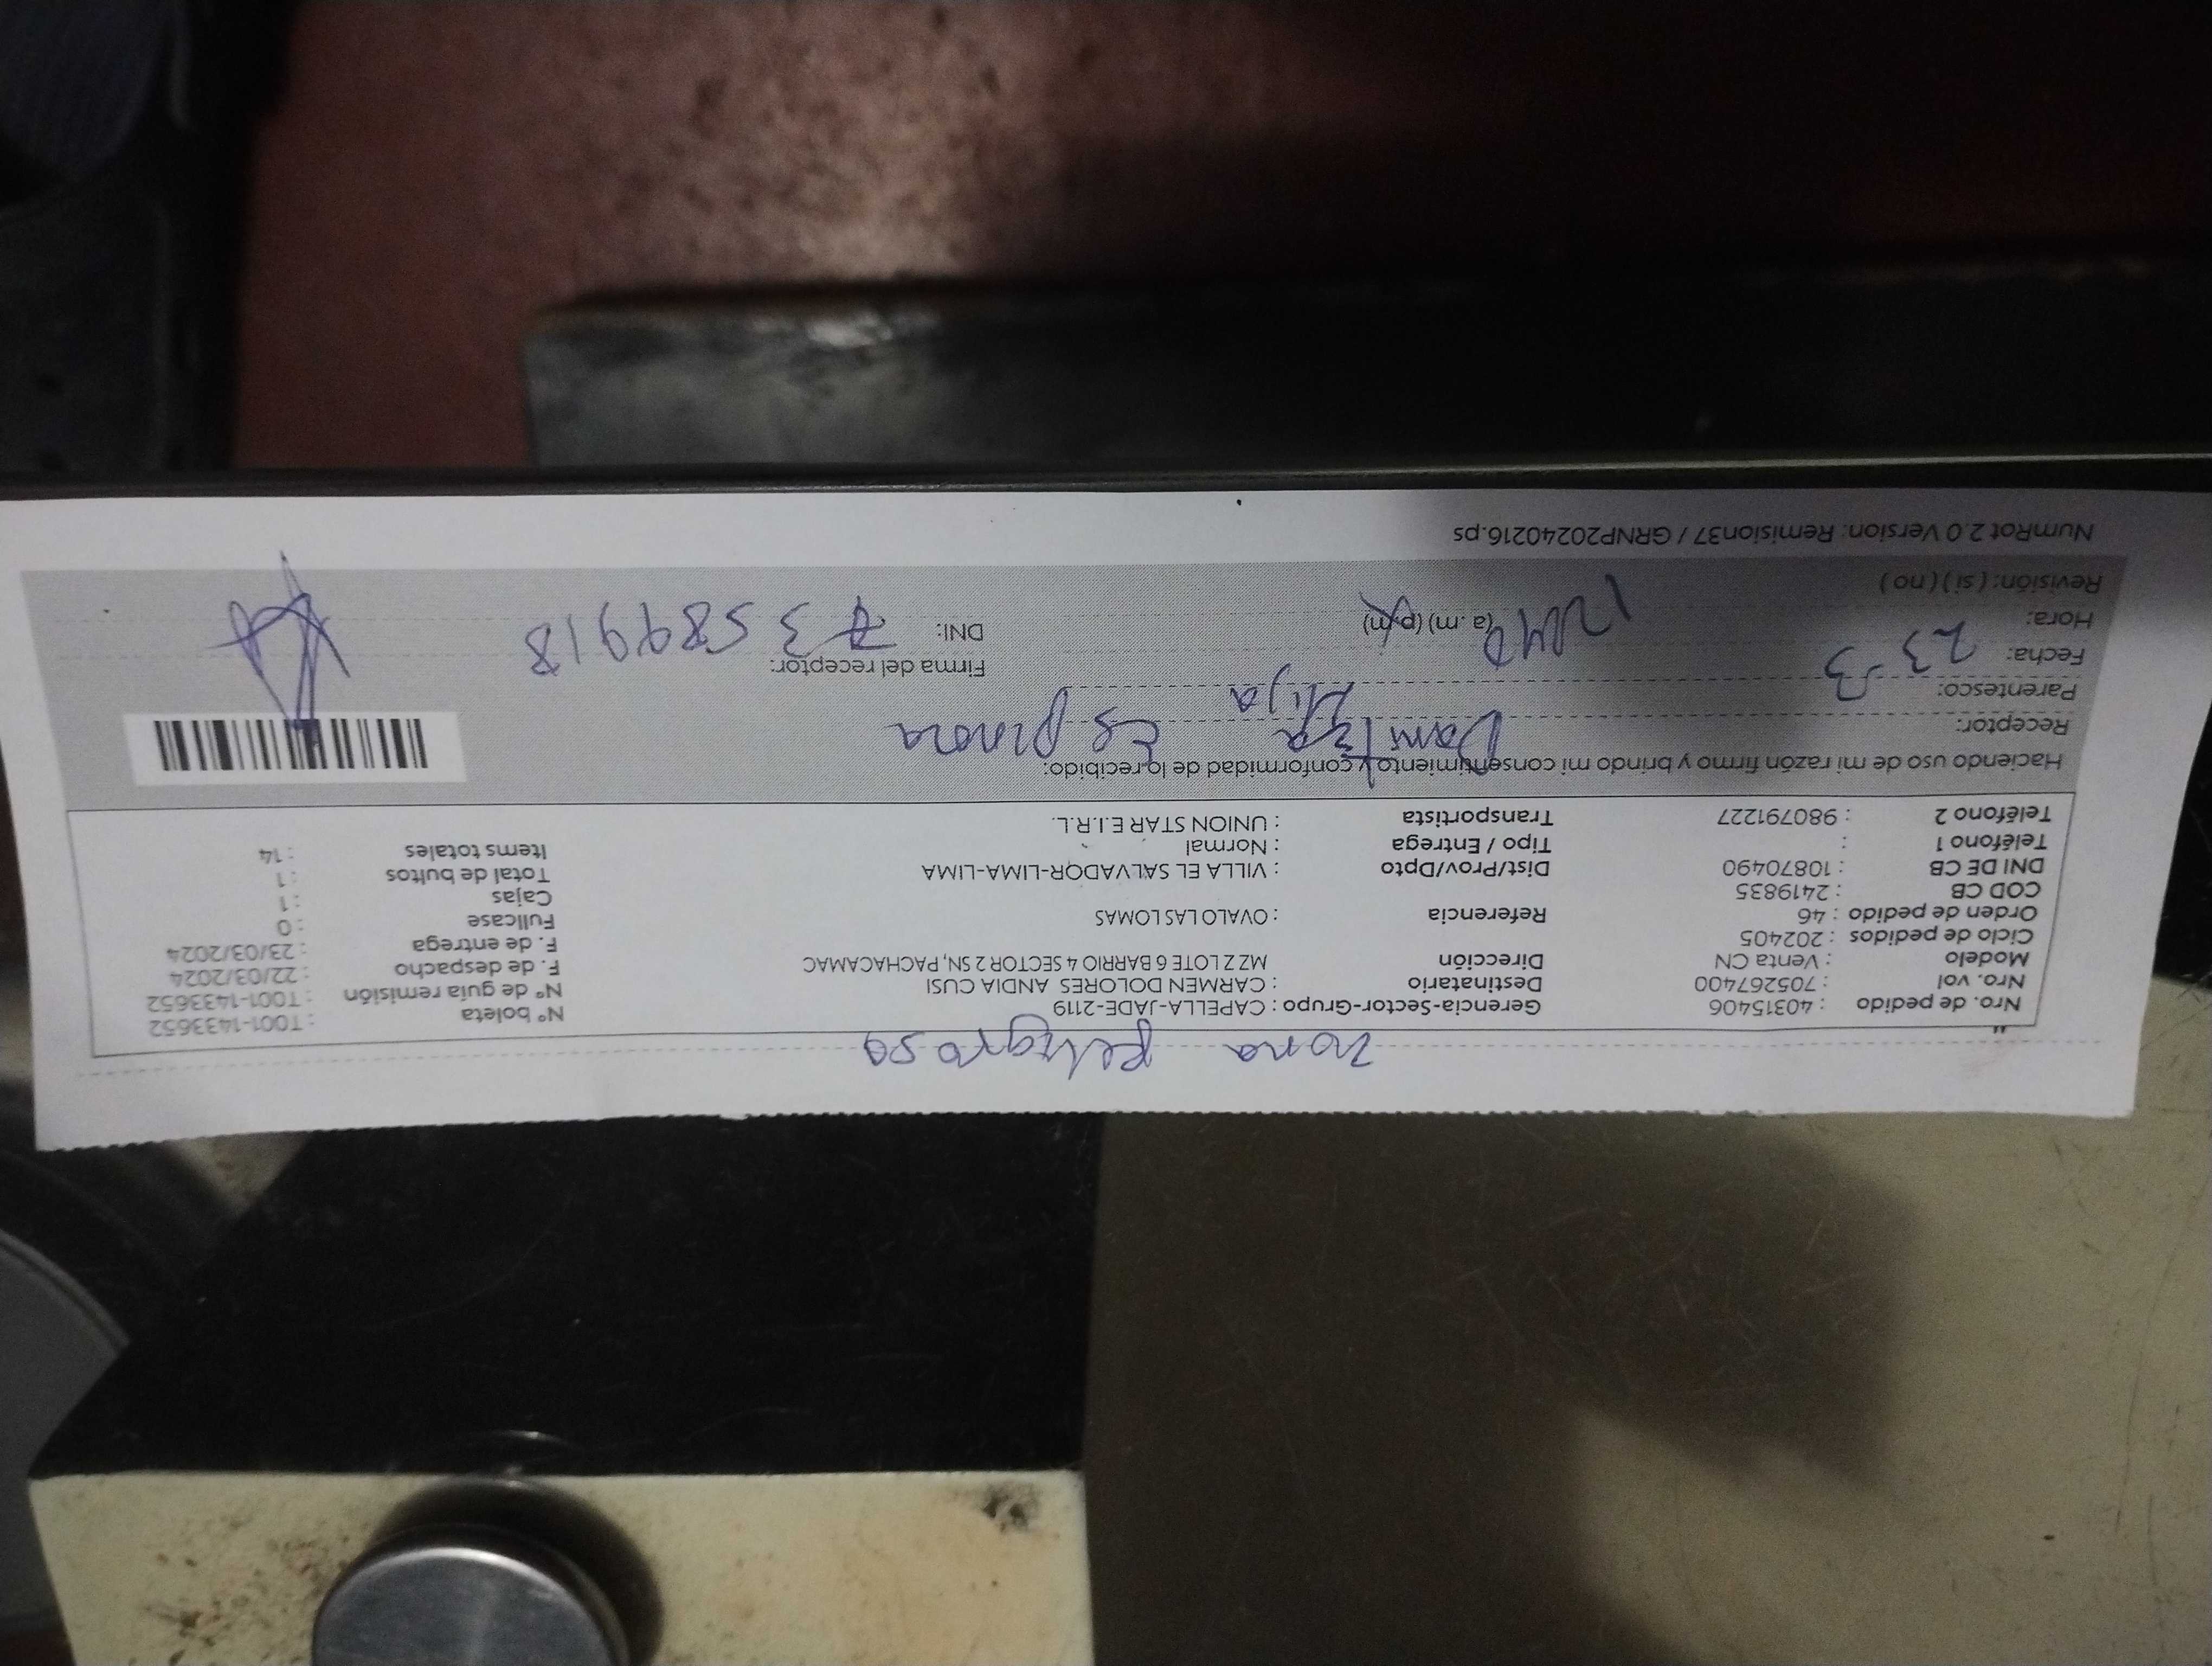 zona peligrosa
Nro. de pedido : 40315406 Gerencia-Sector-Grupo : CAPELLA-JADE-2119 N° boleta : T001-1433652
Nro. vol : 705267400 Destinatario : CARMEN DOLORES ANDIA CUSI N° de guía remisión : T001-1433652
Modelo : Venta CN Dirección MZ Z LOTE 6 BARRIO 4 SECTOR 2 SN, PACHACAMAC F. de despacho : 22/03/2024
Ciclo de pedidos : 202405 F. de entrega : 23/03/2024
Orden de pedido : 46 Referencia : OVALO LAS LOMAS Fullcase : 0
COD CB : 2419835 Cajas : 1
DNI DE CB : 10870490 Dist/Prov/Dpto : VILLA EL SALVADOR-LIMA-LIMA Total de bultos : 1
Teléfono 1 : Tipo / Entrega : Normal Items totales : 14
Teléfono 2 : 980791227 Transportista : UNION STAR E.I.R.L.
Haciendo uso de mi razón firmo y brindo mi consentimiento y conformidad de lo recibido:
Receptor: Damitza Espinoza
Parentesco: Hija
Fecha: 23-3 Firma del receptor:
Hora: (a. m) (p. m) DNI: 73589918
Revisión: ( si ) ( no )
NumRot 2.0 Version: Remision37 / GRNP20240216.ps